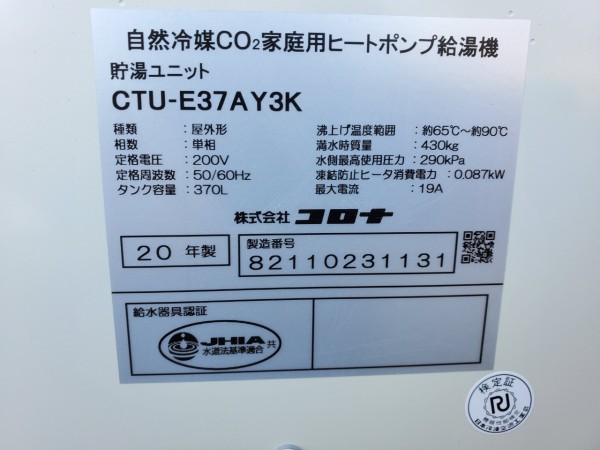 自然冷媒CO2家庭用ヒートポンプ給湯機
貯湯ユニット
CTU-E37AY3K
種類 : 屋外形
相数 : 単相
定格電圧 : 200V
定格周波数 : 50/60Hz
タンク容量 : 370L
沸上げ温度範囲 : 約65℃~約90℃
満水時質量 : 430kg
水側最高使用圧力 : 290kPa
凍結防止ヒータ消費電力 : 0.087kW
最大電流 : 19A
株式会社 コロナ
20 年製
製造番号
82110231131
給水器具認証
JHIA 共
水道法基準適合
検定証